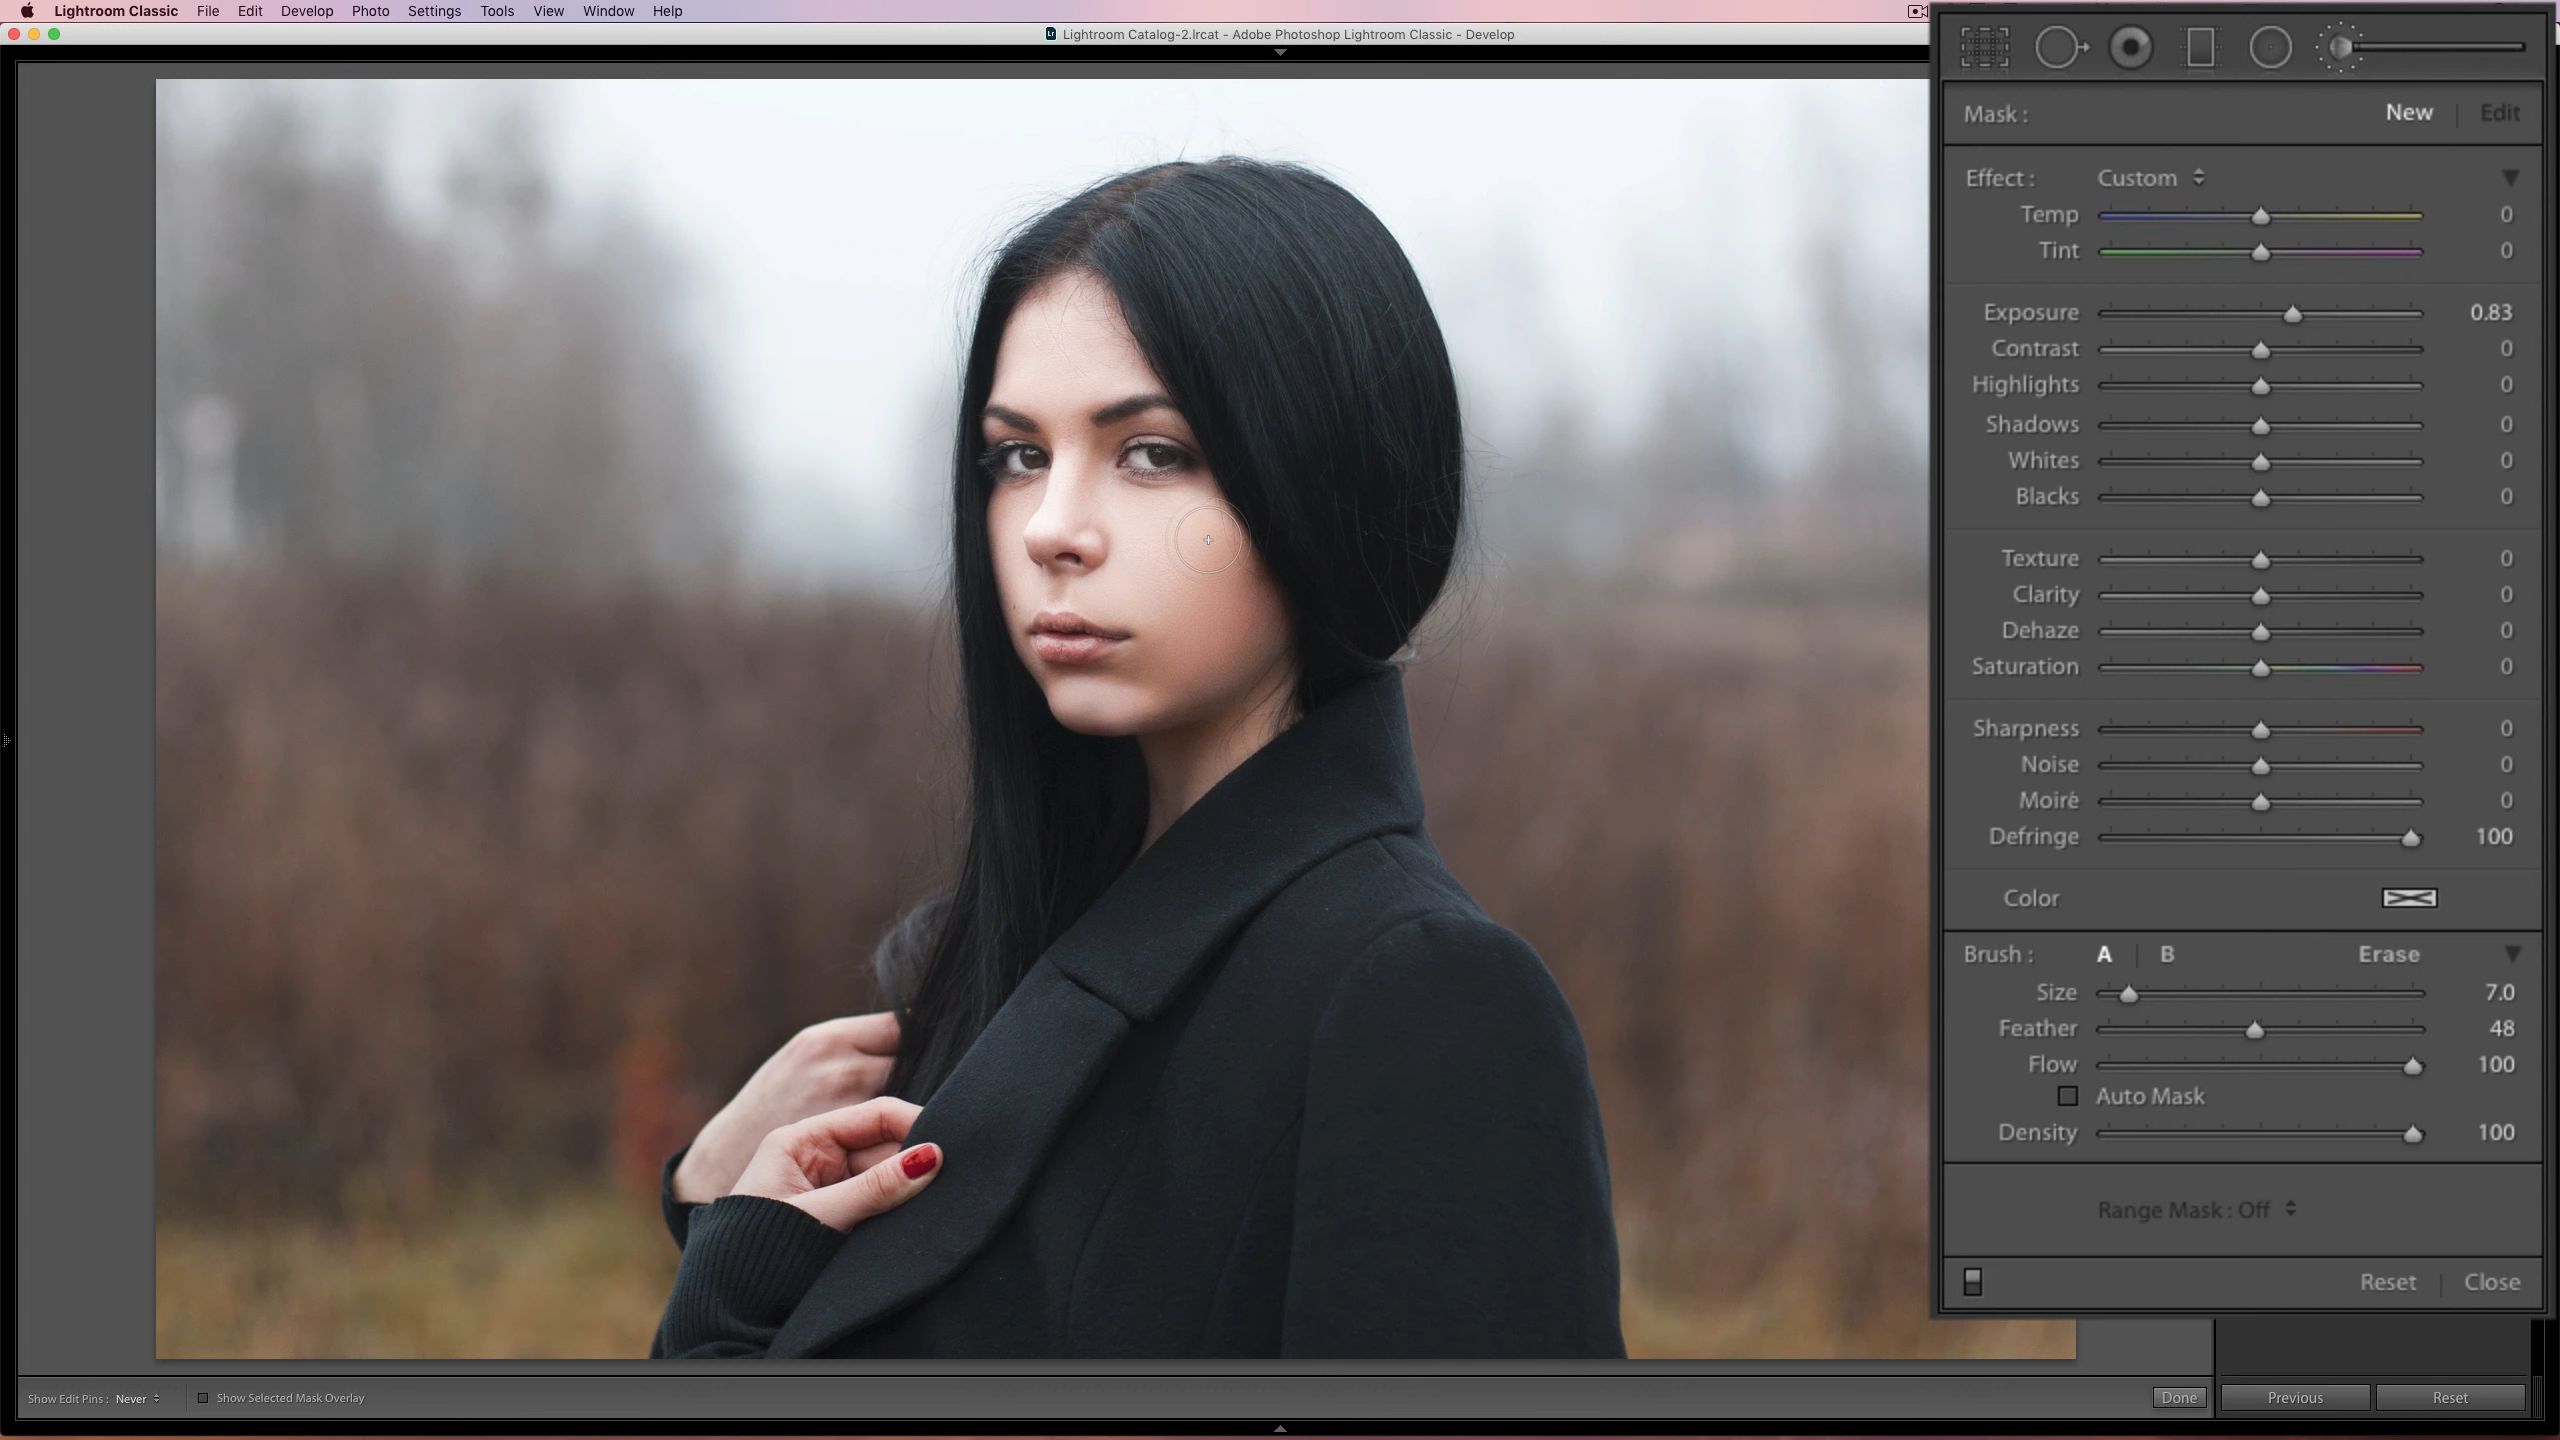 Lightroom Classic File Edit Develop Photo Settings Tools View Window Help
Lr Lightroom Catalog-2.lrcat - Adobe Photoshop Lightroom Classic - Develop
Mask : New | Edit
Effect : Custom
Temp 0
Tint 0
Exposure 0.83
Contrast 0
Highlights 0
Shadows 0
Whites 0
Blacks 0
Texture 0
Clarity 0
Dehaze 0
Saturation 0
Sharpness 0
Noise 0
Moiré 0
Defringe 100
Color
Brush : A | B Erase
Size 7.0
Feather 48
Flow 100
Auto Mask
Density 100
Range Mask : Off
Reset | Close
Show Edit Pins : Never Show Selected Mask Overlay Done Previous Reset